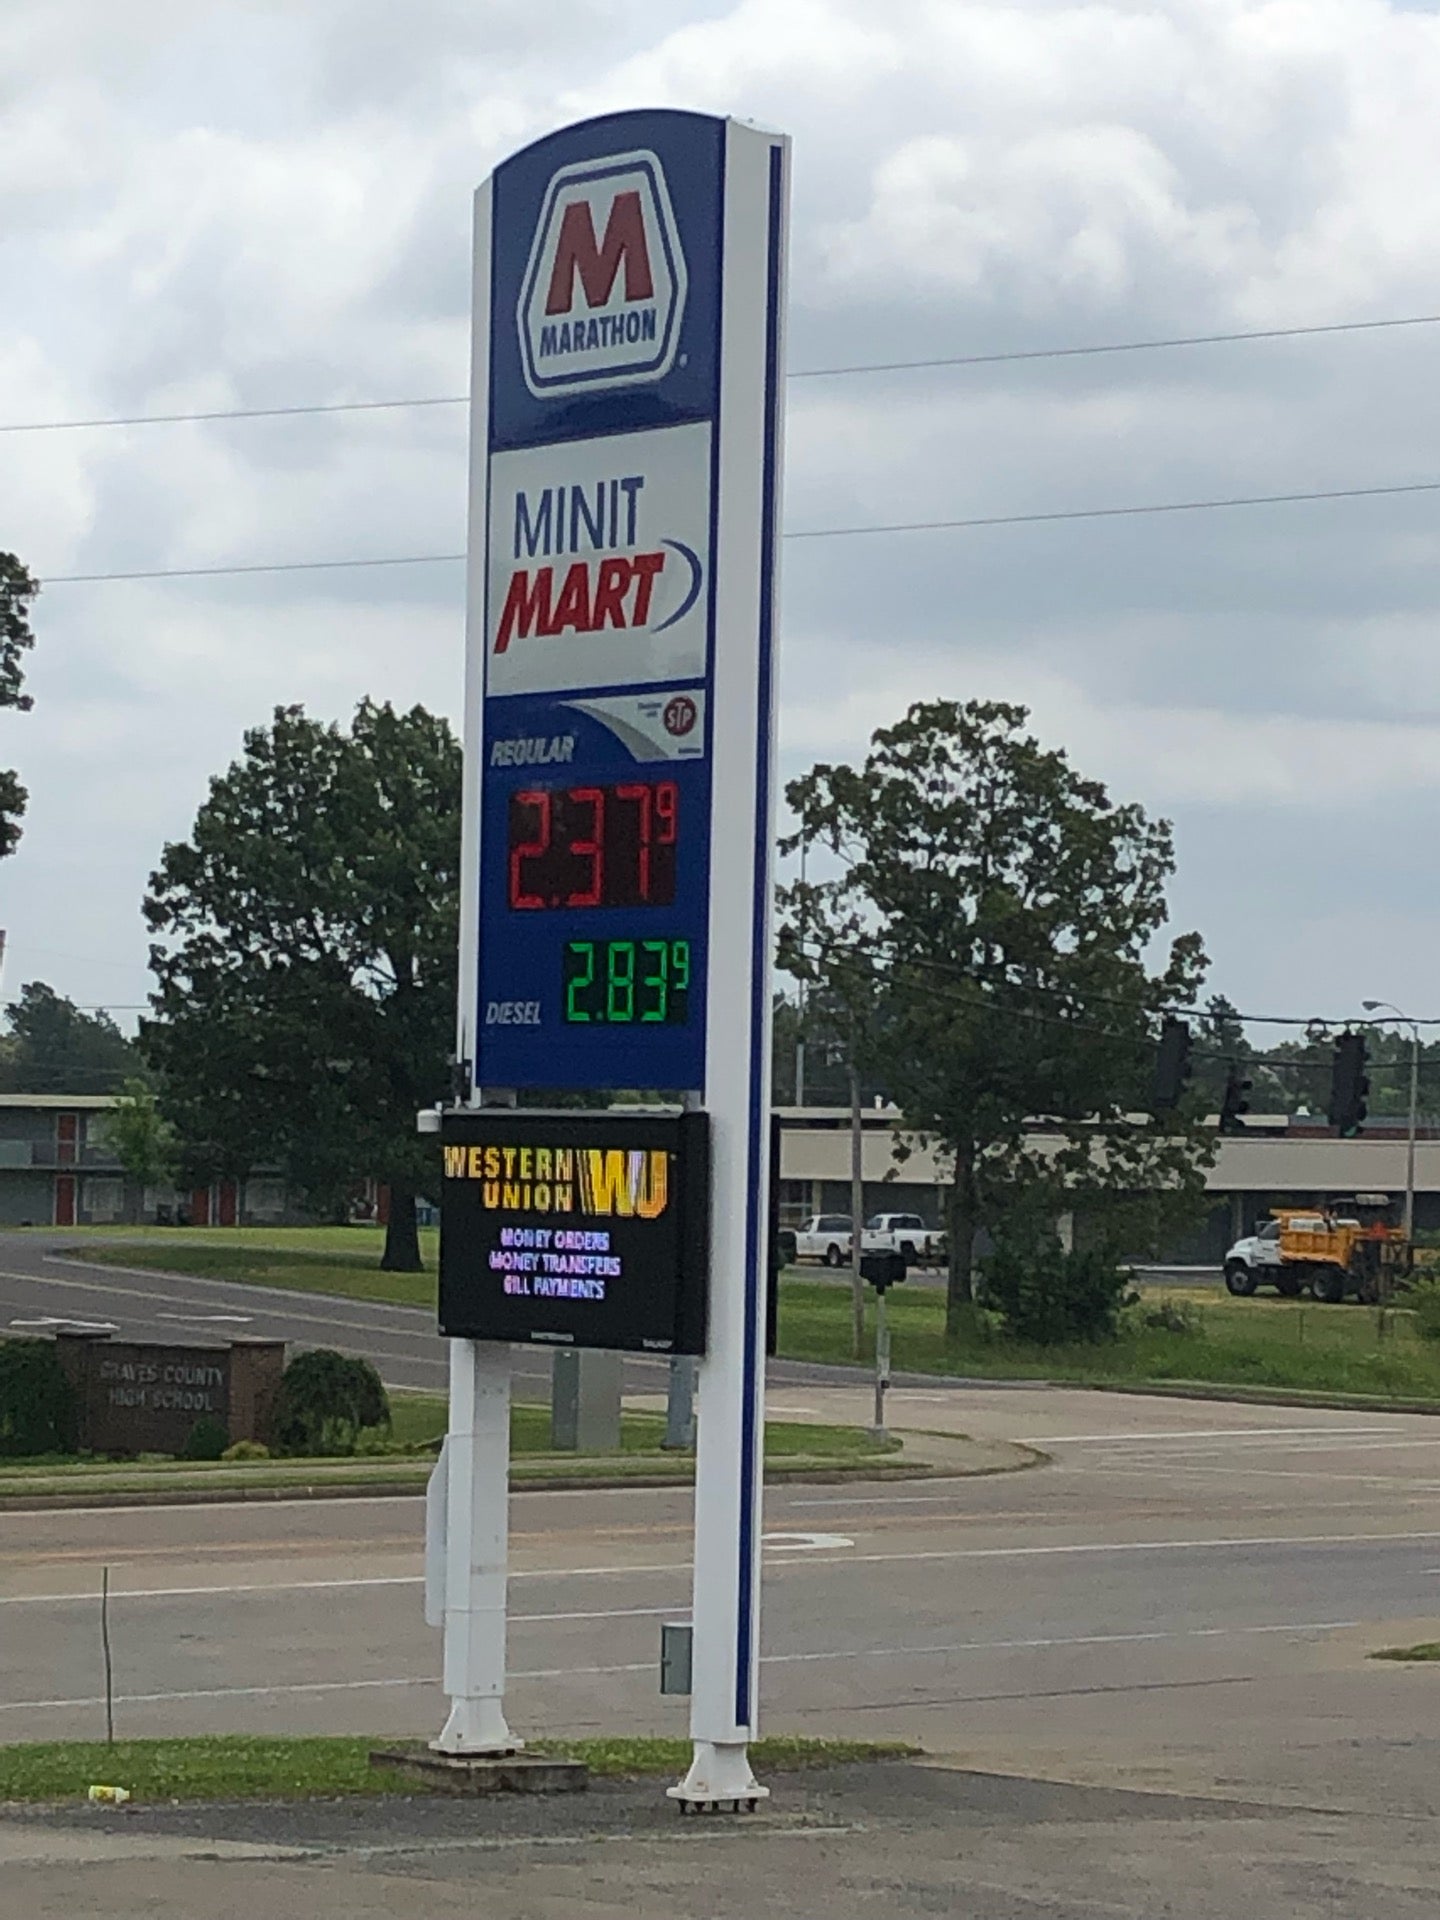 M
MARATHON
MINIT
MART
STP
REGULAR
2.37 9
2.83 9
DIESEL
WESTERN WU
UNION
MONEY ORDERS
MONEY TRANSFERS
BILL PAYMENTS
GRAVES COUNTY
HIGH SCHOOL